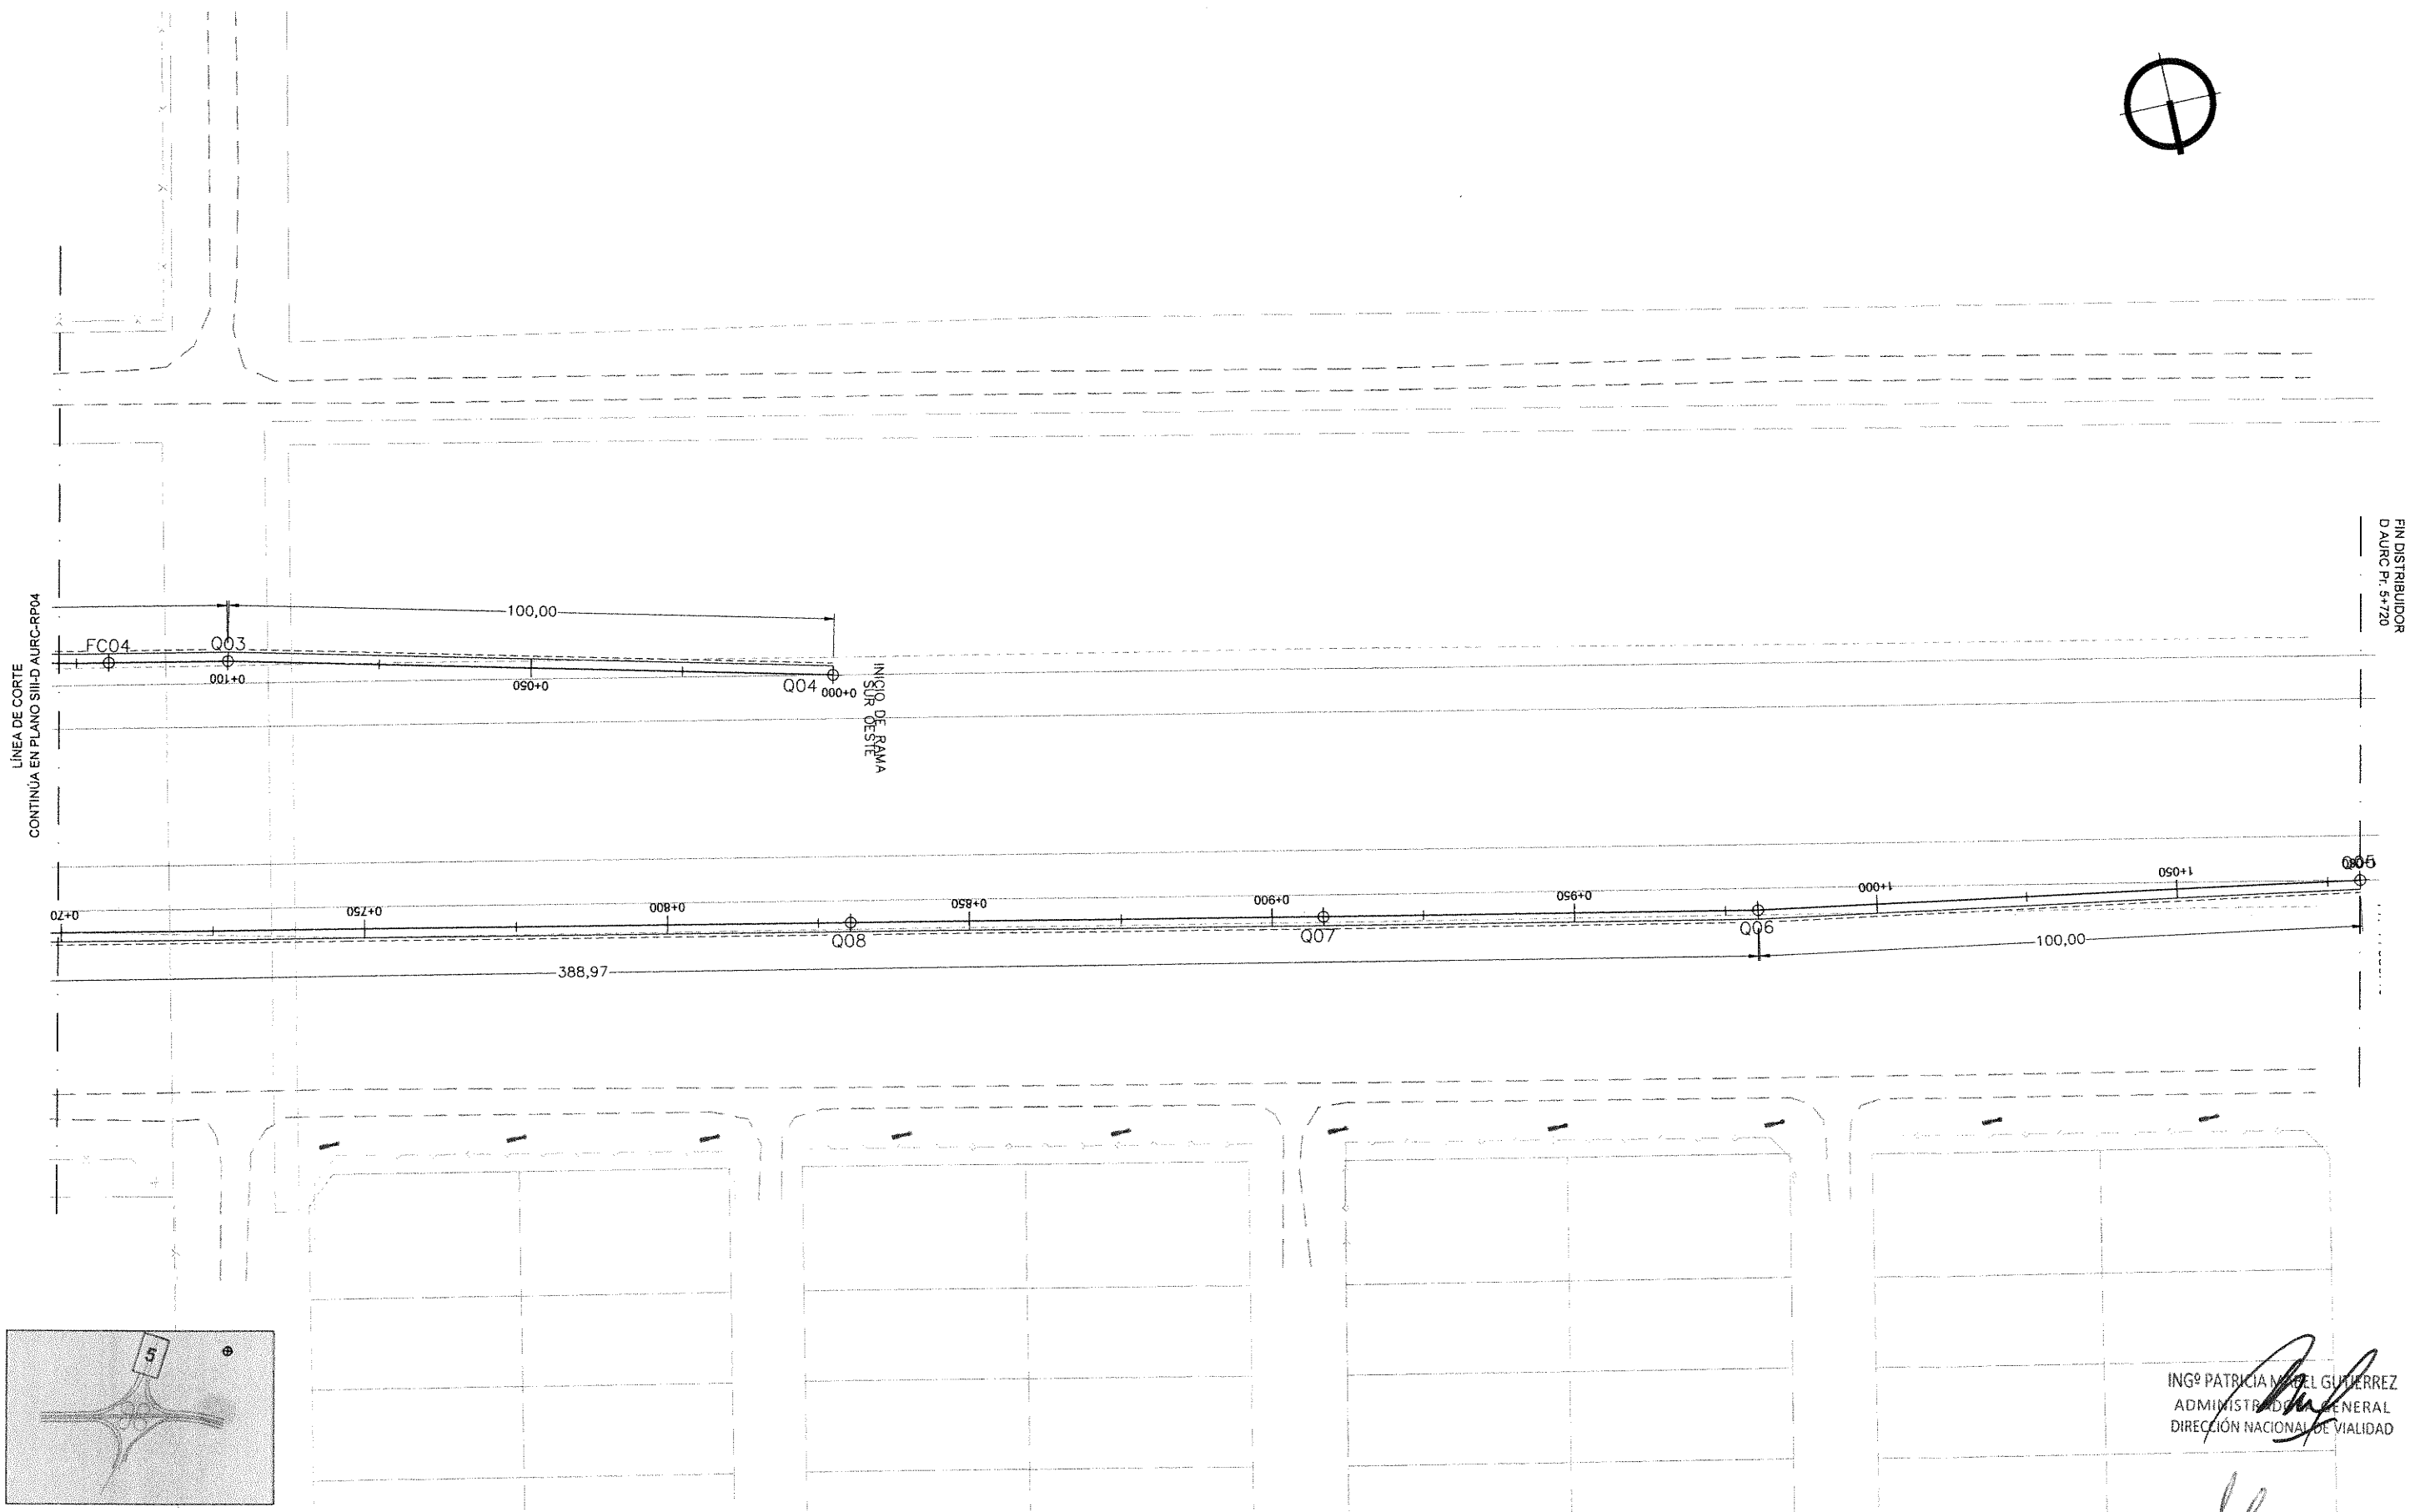 LÍNEA DE CORTE
CONTINÚA EN PLANO SIII-D AURC-RP04
FIN DISTRIBUIDOR
D AURC Pr. 5+720
100,00
FC04
Q03
0+100
0+050
Q04
0+000
INICIO DE RAMA
SUR OESTE
0+70
0+750
0+800
0+850
0+900
0+950
1+000
1+050
Q05
Q08
Q07
Q06
388,97
100,00
5
INGº PATRICIA MABEL GUTIERREZ
ADMINISTRADORA GENERAL
DIRECCIÓN NACIONAL DE VIALIDAD